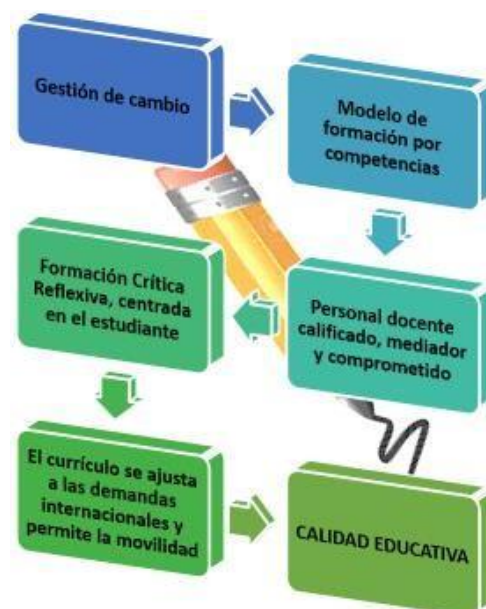 Gestión de cambio
Modelo de
formación por
competencias
Personal docente
calificado, mediador
y comprometido
Formación Crítica
Reflexiva, centrada
en el estudiante
El currículo se ajusta
a las demandas
internacionales y
permite la movilidad
CALIDAD EDUCATIVA